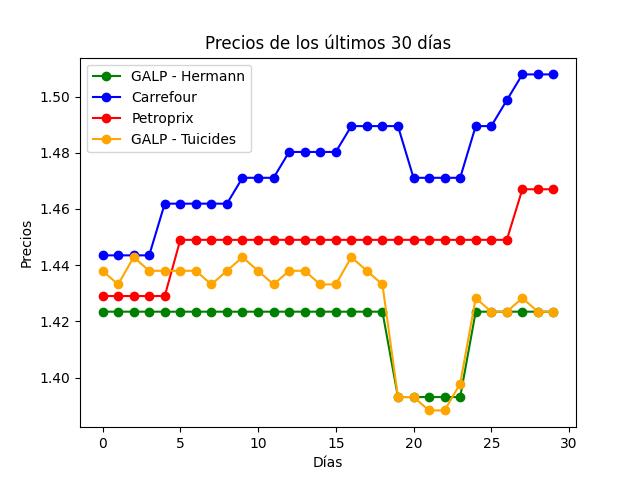 Precios de los últimos 30 días
GALP - Hermann
Carrefour
Petroprix
GALP - Tuicides
Precios
1.50
1.48
1.46
1.44
1.42
1.40
0 5 10 15 20 25 30
Días